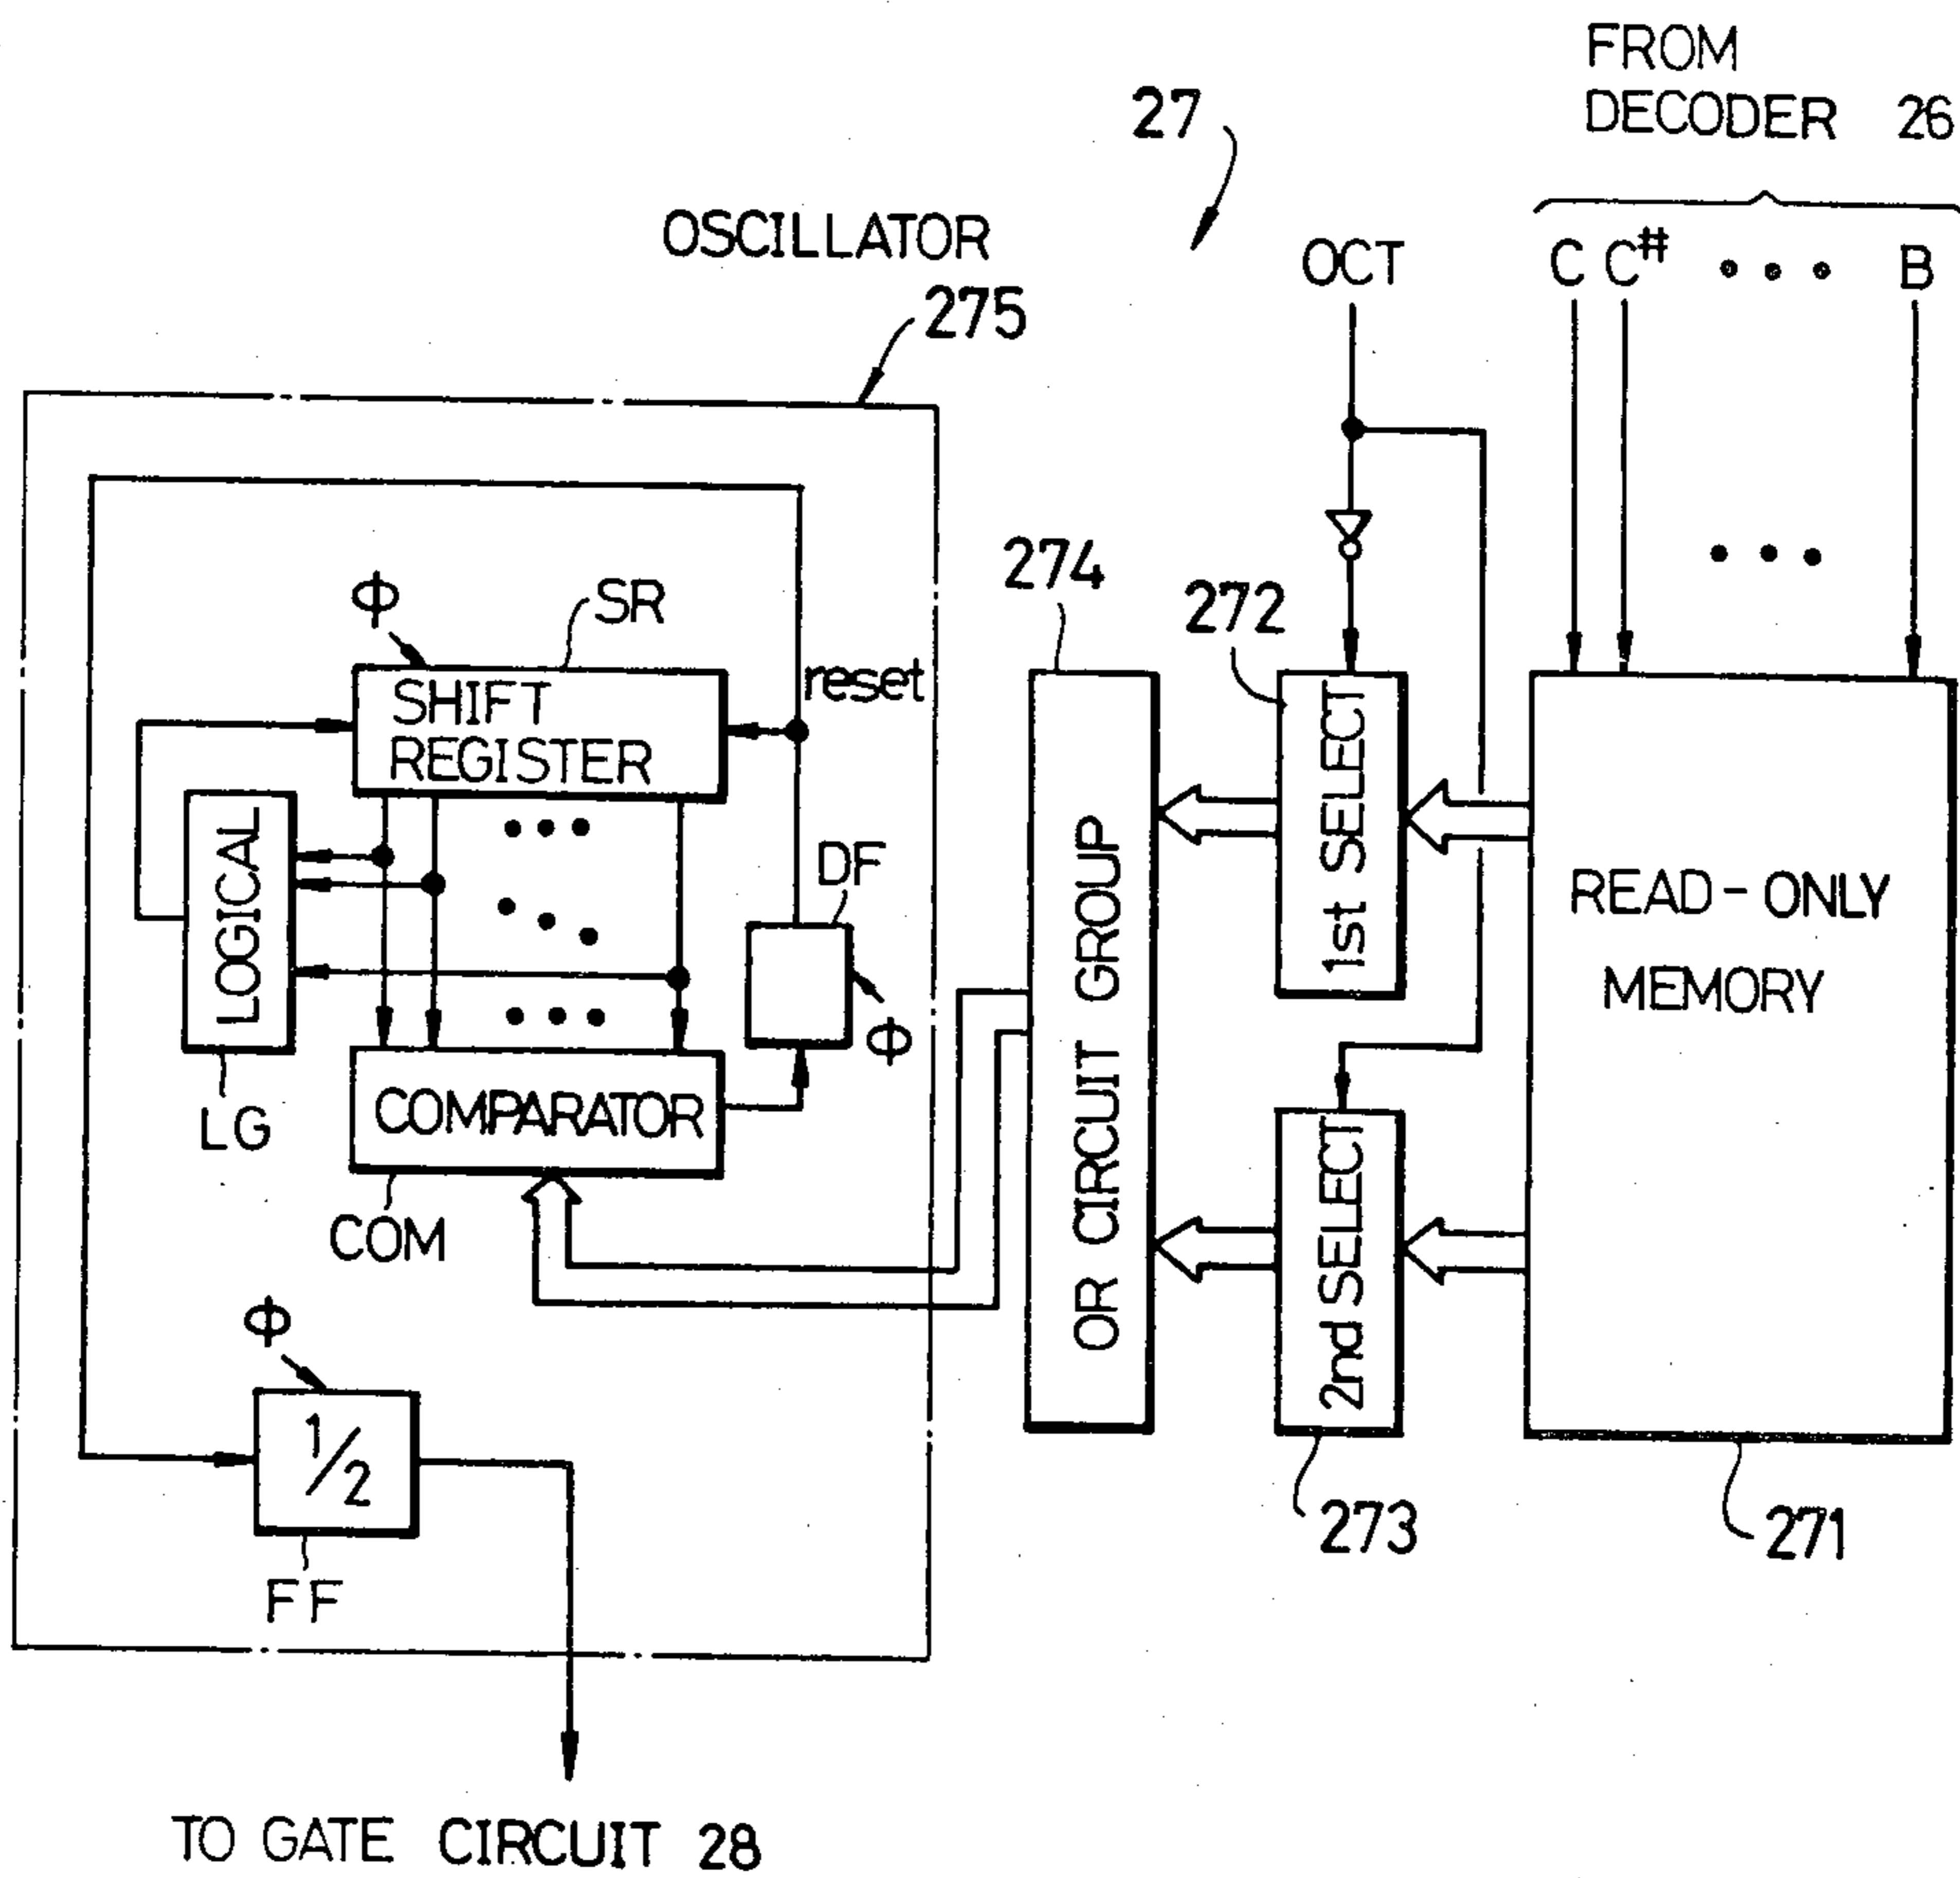 FROM
DECODER 26
27
OSCILLATOR
275
OCT
C C# • • • B
Φ
SR
274
272
reset
SHIFT
REGISTER
1st SELECT
LOGICAL
DF
OR CIRCUIT GROUP
READ-ONLY
MEMORY
Φ
COMPARATOR
LG
COM
2nd SELECT
Φ
1/2
273
271
FF
TO GATE CIRCUIT 28